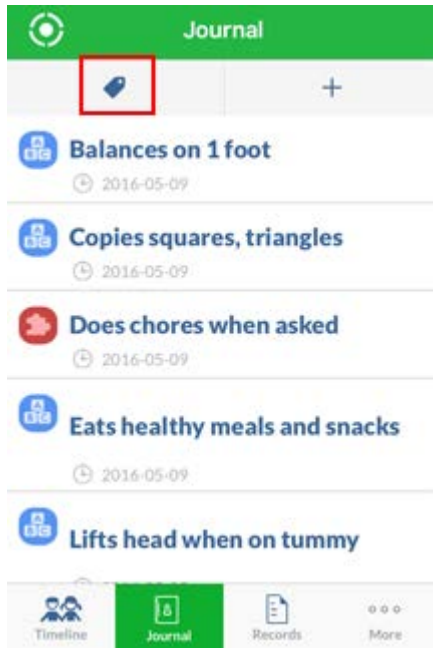 Journal
+
Balances on 1 foot
2016-05-09
Copies squares, triangles
2016-05-09
Does chores when asked
2016-05-09
Eats healthy meals and snacks
2016-05-09
Lifts head when on tummy
Timeline
Journal
Records
More